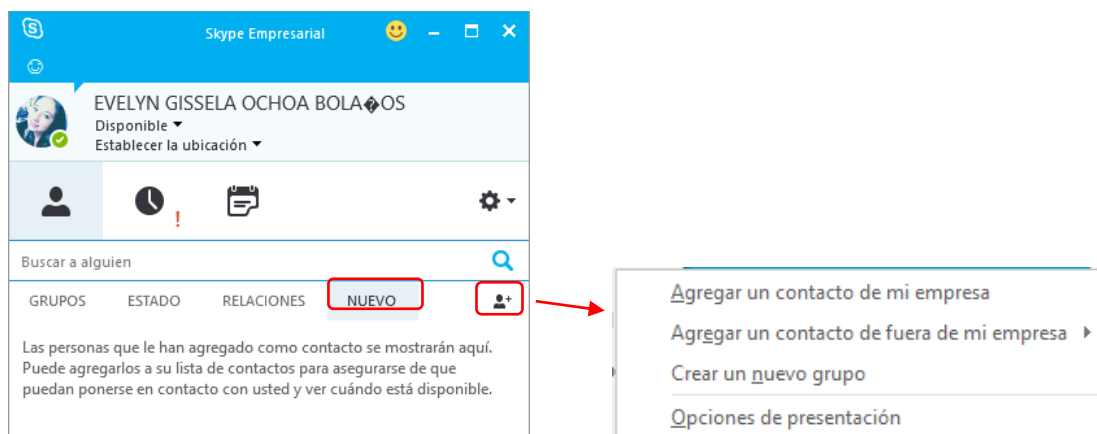 Skype Empresarial
EVELYN GISSELA OCHOA BOLA�OS
Disponible
Establecer la ubicación
!
Buscar a alguien
GRUPOS ESTADO RELACIONES NUEVO
Las personas que le han agregado como contacto se mostrarán aquí.
Puede agregarlos a su lista de contactos para asegurarse de que
puedan ponerse en contacto con usted y ver cuándo está disponible.
Agregar un contacto de mi empresa
Agregar un contacto de fuera de mi empresa
Crear un nuevo grupo
Opciones de presentación